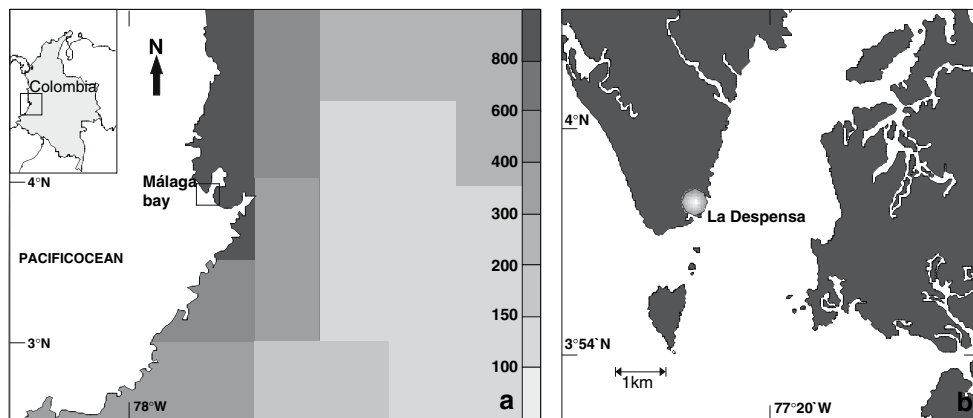 Colombia
N
4°N
Málaga
bay
PACIFICOCEAN
3°N
78°W
800
600
400
300
200
150
100
a
4°N
La Despensa
3°54`N
1km
77°20`W
b